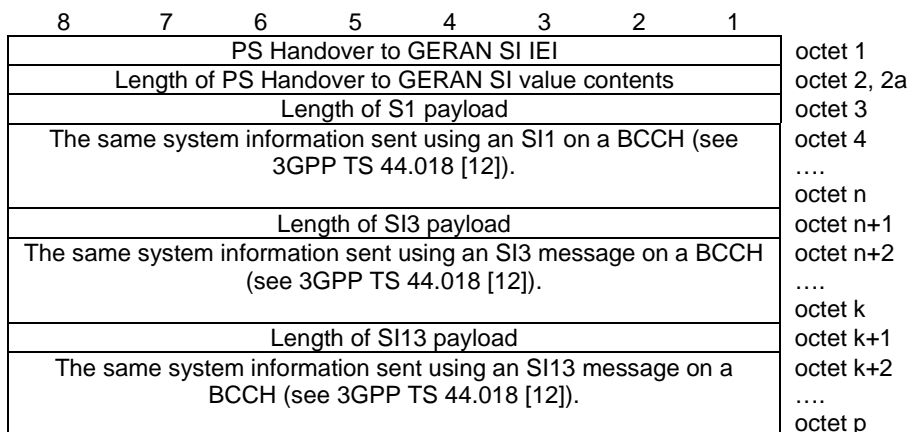 8 7 6 5 4 3 2 1
PS Handover to GERAN SI IEI octet 1
Length of PS Handover to GERAN SI value contents octet 2, 2a
Length of S1 payload octet 3
The same system information sent using an SI1 on a BCCH (see octet 4
3GPP TS 44.018 [12]). ….
octet n
Length of SI3 payload octet n+1
The same system information sent using an SI3 message on a BCCH octet n+2
(see 3GPP TS 44.018 [12]). ….
octet k
Length of SI13 payload octet k+1
The same system information sent using an SI13 message on a octet k+2
BCCH (see 3GPP TS 44.018 [12]). ….
octet p